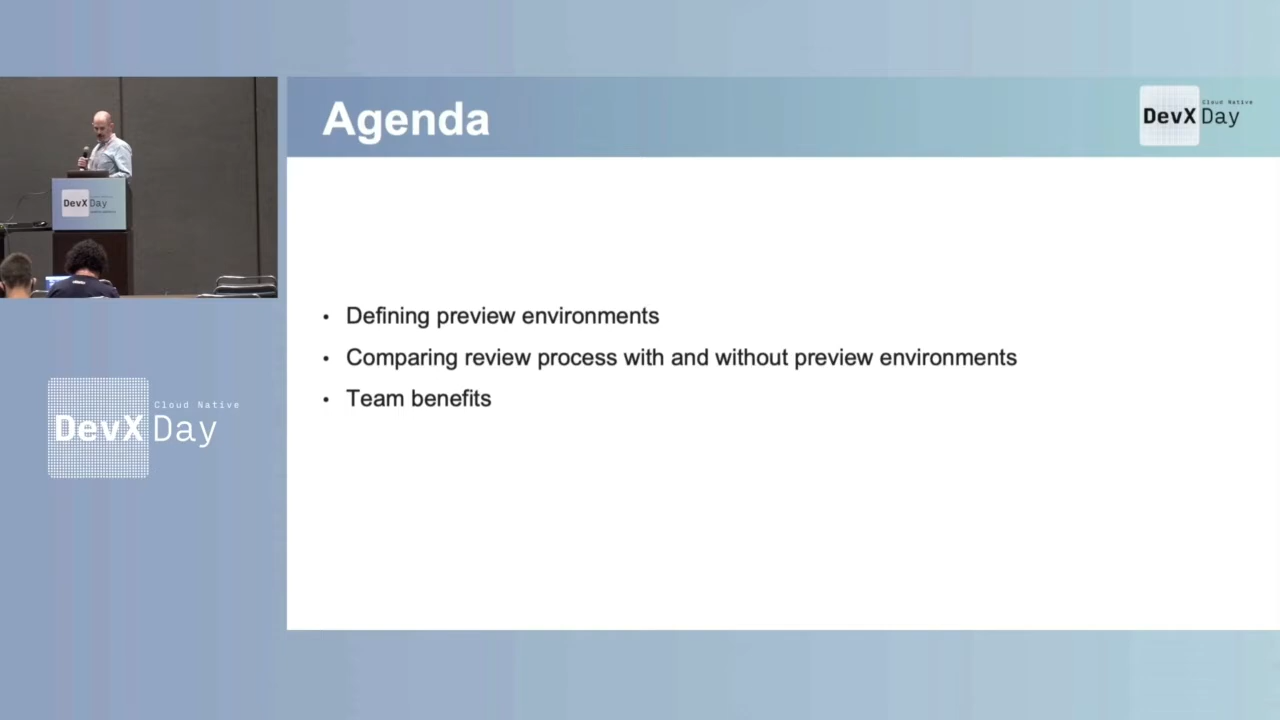 Agenda
Cloud Native
DevX Day
DevX Day
• Defining preview environments
• Comparing review process with and without preview environments
• Team benefits
Cloud Native
DevX Day